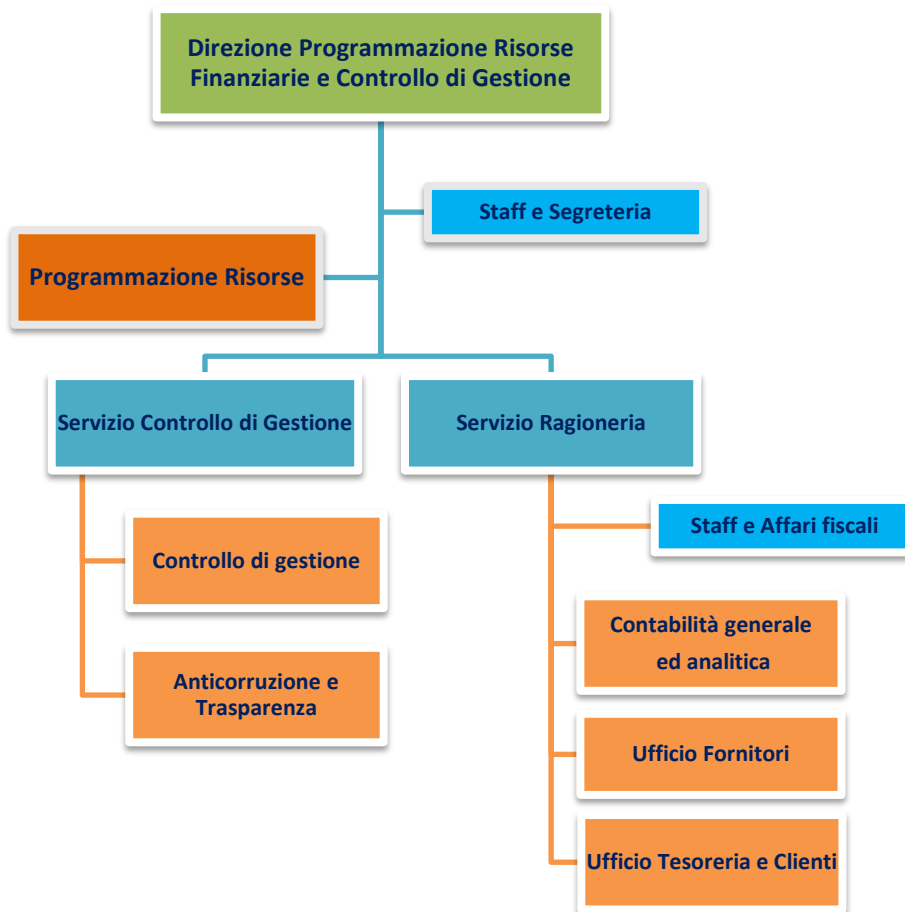 Direzione Programmazione Risorse
Finanziarie e Controllo di Gestione
Staff e Segreteria
Programmazione Risorse
Servizio Controllo di Gestione
Servizio Ragioneria
Staff e Affari fiscali
Controllo di gestione
Contabilità generale
ed analitica
Anticorruzione e
Trasparenza
Ufficio Fornitori
Ufficio Tesoreria e Clienti